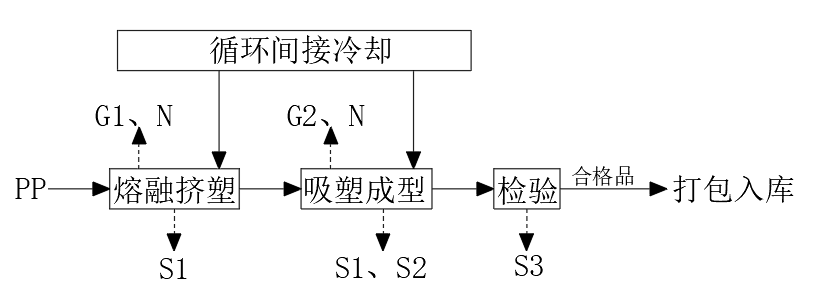 循环间接冷却
G1、N
G2、N
PP
熔融挤塑
吸塑成型
检验
合格品
打包入库
S1
S1、S2
S3